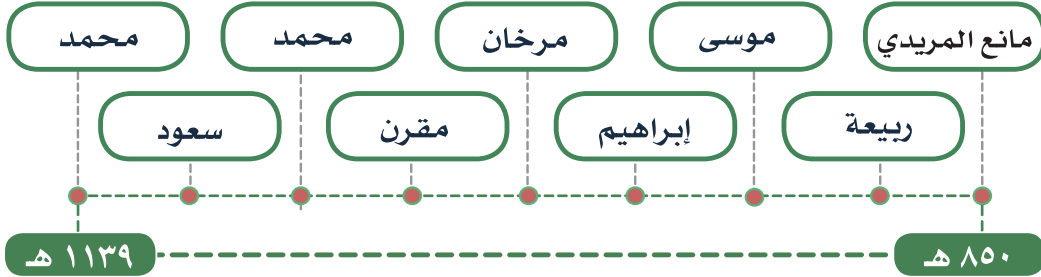 مانع المريدي
موسى
مرخان
محمد
محمد
ربيعة
إبراهيم
مقرن
سعود
٨٥٠ هـ
١١٣٩ هـ